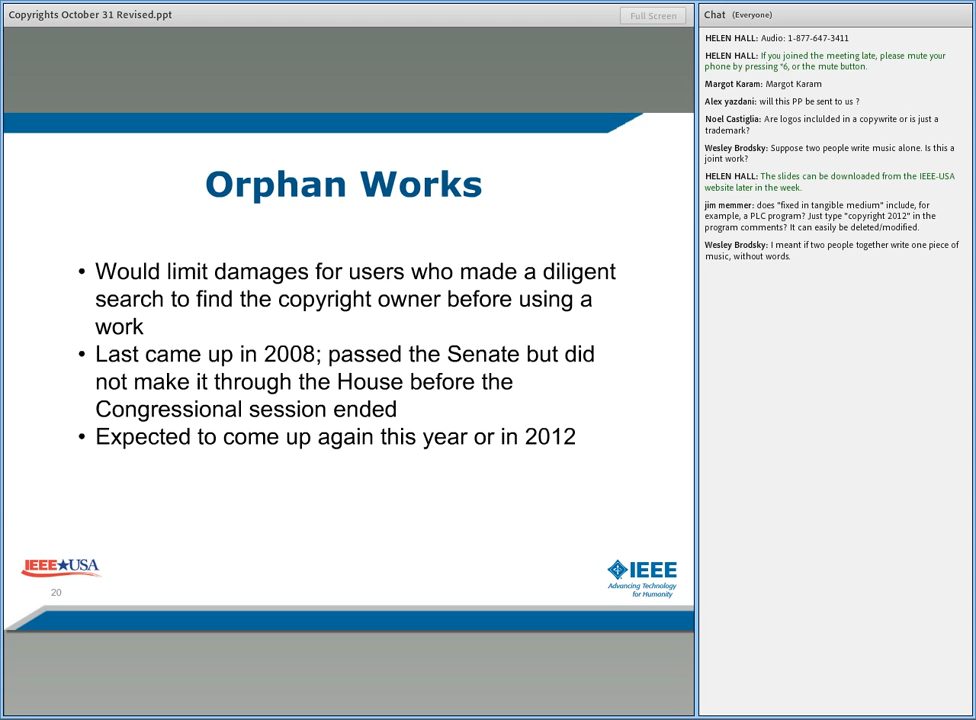 Copyrights October 31 Revised.ppt
Full Screen
Orphan Works
• Would limit damages for users who made a diligent
search to find the copyright owner before using a
work
• Last came up in 2008; passed the Senate but did
not make it through the House before the
Congressional session ended
• Expected to come up again this year or in 2012
IEEE★USA
20
IEEE
Advancing Technology
for Humanity
Chat (Everyone)
HELEN HALL: Audio: 1-877-647-3411
HELEN HALL: If you joined the meeting late, please mute your
phone by pressing *6, or the mute button.
Margot Karam: Margot Karam
Alex yazdani: will this PP be sent to us ?
Noel Castiglia: Are logos inclulded in a copywrite or is just a
trademark?
Wesley Brodsky: Suppose two people write music alone. Is this a
joint work?
HELEN HALL: The slides can be downloaded from the IEEE-USA
website later in the week.
jim memmer: does "fixed in tangible medium" include, for
example, a PLC program? Just type "copyright 2012" in the
program comments? It can easily be deleted/modified.
Wesley Brodsky: I meant if two people together write one piece of
music, without words.